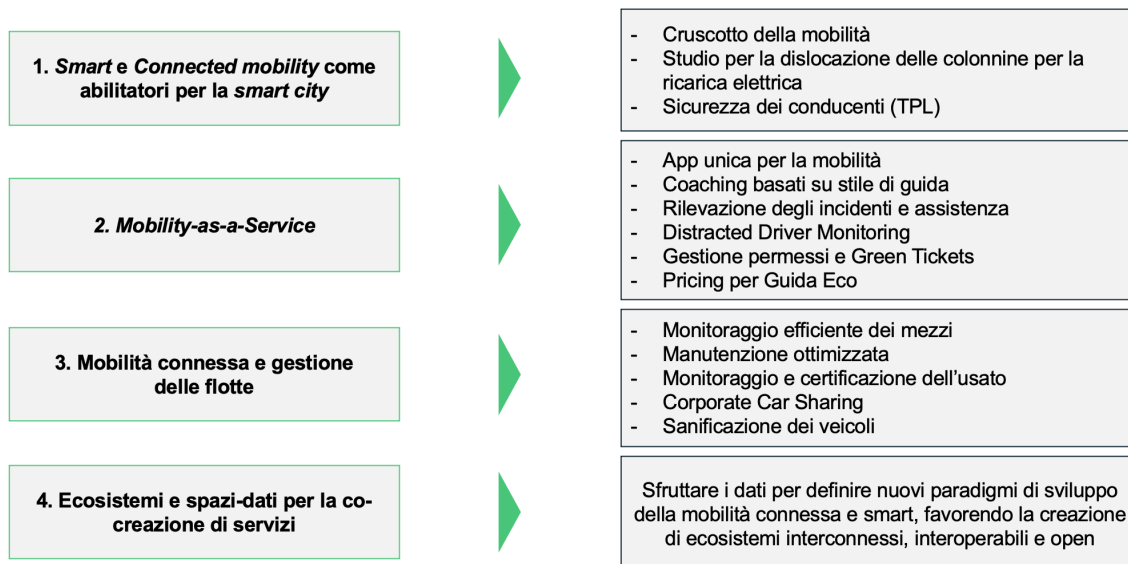 1. Smart e Connected mobility come
abilitatori per la smart city
- Cruscotto della mobilità
- Studio per la dislocazione delle colonnine per la
ricarica elettrica
- Sicurezza dei conducenti (TPL)
2. Mobility-as-a-Service
- App unica per la mobilità
- Coaching basati su stile di guida
- Rilevazione degli incidenti e assistenza
- Distracted Driver Monitoring
- Gestione permessi e Green Tickets
- Pricing per Guida Eco
3. Mobilità connessa e gestione
delle flotte
- Monitoraggio efficiente dei mezzi
- Manutenzione ottimizzata
- Monitoraggio e certificazione dell’usato
- Corporate Car Sharing
- Sanificazione dei veicoli
4. Ecosistemi e spazi-dati per la co-
creazione di servizi
Sfruttare i dati per definire nuovi paradigmi di sviluppo
della mobilità connessa e smart, favorendo la creazione
di ecosistemi interconnessi, interoperabili e open